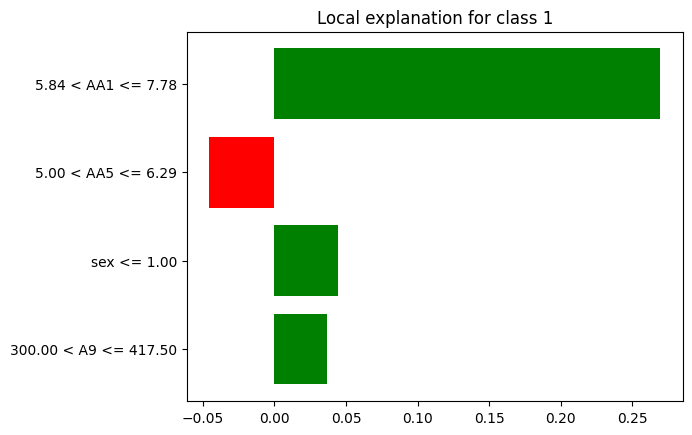 Local explanation for class 1
5.84 < AA1 <= 7.78
5.00 < AA5 <= 6.29
sex <= 1.00
300.00 < A9 <= 417.50
−0.05 0.00 0.05 0.10 0.15 0.20 0.25